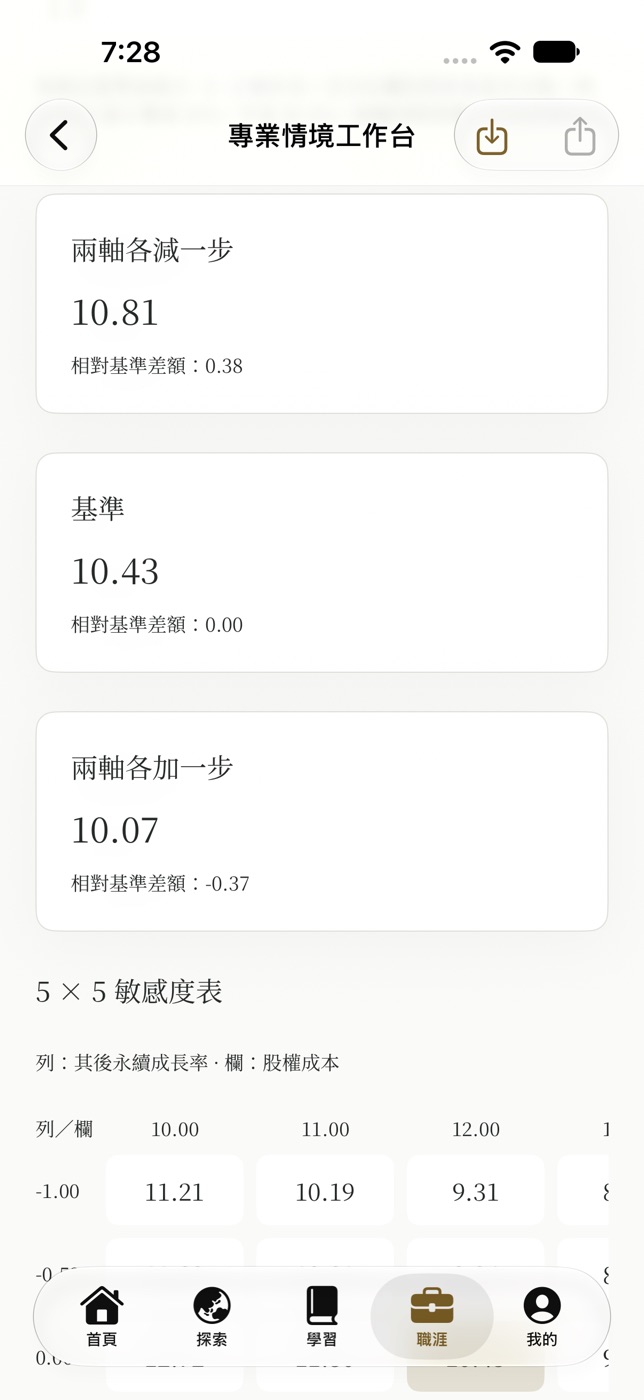 7:28
專業情境工作台
兩軸各減一步
10.81
相對基準差額：0.38
基準
10.43
相對基準差額：0.00
兩軸各加一步
10.07
相對基準差額：-0.37
5 × 5 敏感度表
列：其後永續成長率 · 欄：股權成本
列／欄 10.00 11.00 12.00
-1.00 11.21 10.19 9.31
首頁 探索 學習 職涯 我的